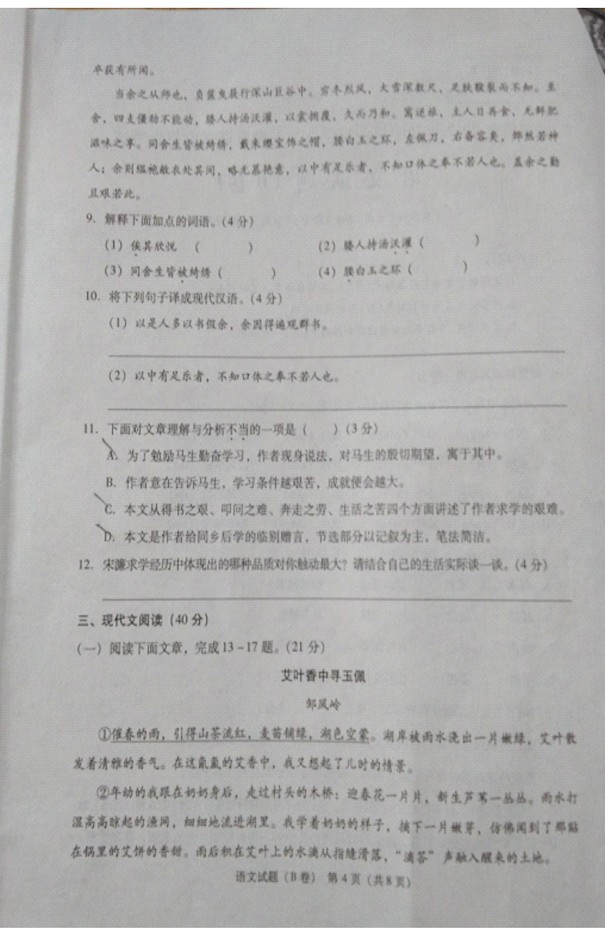 卒获有所闻。
当余之从师也，负箧曳屣行深山巨谷中。穷冬烈风，大雪深数尺，足肤皲裂而不知。至
舍，四支僵劲不能动，媵人持汤沃灌，以衾拥覆，久而乃和。寓逆旅，主人日再食，无鲜肥
滋味之享。同舍生皆被绮绣，戴朱缨宝饰之帽，腰白玉之环，左佩刀，右备容臭，烨然若神
人；余则缊袍敝衣处其间，略无慕艳意，以中有足乐者，不知口体之奉不若人也。盖余之勤
且艰若此。
9. 解释下面加点的词语。(4 分)
(1) 俟其欣悦 （ ） (2) 媵人持汤沃灌（ ）
(3) 同舍生皆被绮绣（ ） (4) 腰白玉之环（ ）
10. 将下列句子译成现代汉语。(4 分)
(1) 以是人多以书假余，余因得遍观群书。
(2) 以中有足乐者，不知口体之奉不若人也。
11. 下面对文章理解与分析不当的一项是（ ）(3 分)
A. 为了勉励马生勤奋学习，作者现身说法，对马生的殷切期望，寓于其中。
B. 作者意在告诉马生，学习条件越艰苦，成就便会越大。
C. 本文从得书之艰、叩问之难、奔走之劳、生活之苦四个方面讲述了作者求学的艰难。
D. 本文是作者给同乡后学的临别赠言，节选部分以记叙为主，笔法简洁。
12. 宋濂求学经历中体现出的哪种品质对你触动最大？请结合自己的生活实际谈一谈。(4 分)
三、现代文阅读 (40 分)
(一) 阅读下面文章，完成 13－17 题。(21 分)
艾叶香中寻玉佩
邹凤岭
①催春的雨，引得山茶流红，麦苗铺绿，湖色空蒙。湖岸被雨水浇出一片嫩绿，艾叶散
发着清雅的香气。在这氤氲的艾香中，我又想起了儿时的情景。
②年幼的我跟在奶奶身后，走过村头的木桥；迎春花一片片，新生芦苇一丛丛。雨水打
湿高高晾起的渔网，细细地流进湖里。我学着奶奶的样子，摘下一片嫩芽，仿佛闻到了那贴
在锅里的艾饼的香甜。雨后积在艾叶上的水滴从指缝滑落，“滴答”声融入醒来的土地。
语文试题（B 卷）第 4 页（共 8 页）